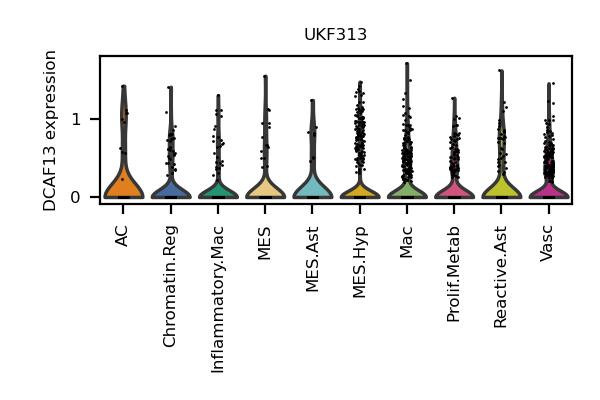 UKF313
DCAF13 expression
1
0
AC
Chromatin.Reg
Inflammatory.Mac
MES
MES.Ast
MES.Hyp
Mac
Prolif.Metab
Reactive.Ast
Vasc